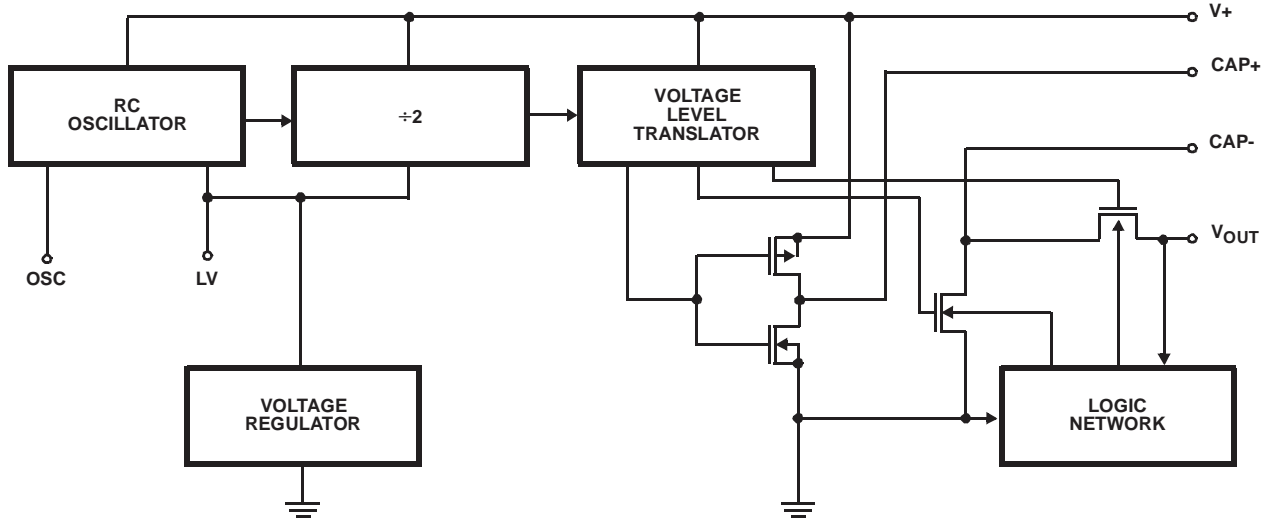 V+
CAP+
RC
OSCILLATOR
÷2
VOLTAGE
LEVEL
TRANSLATOR
CAP-
VOUT
OSC
LV
VOLTAGE
REGULATOR
LOGIC
NETWORK